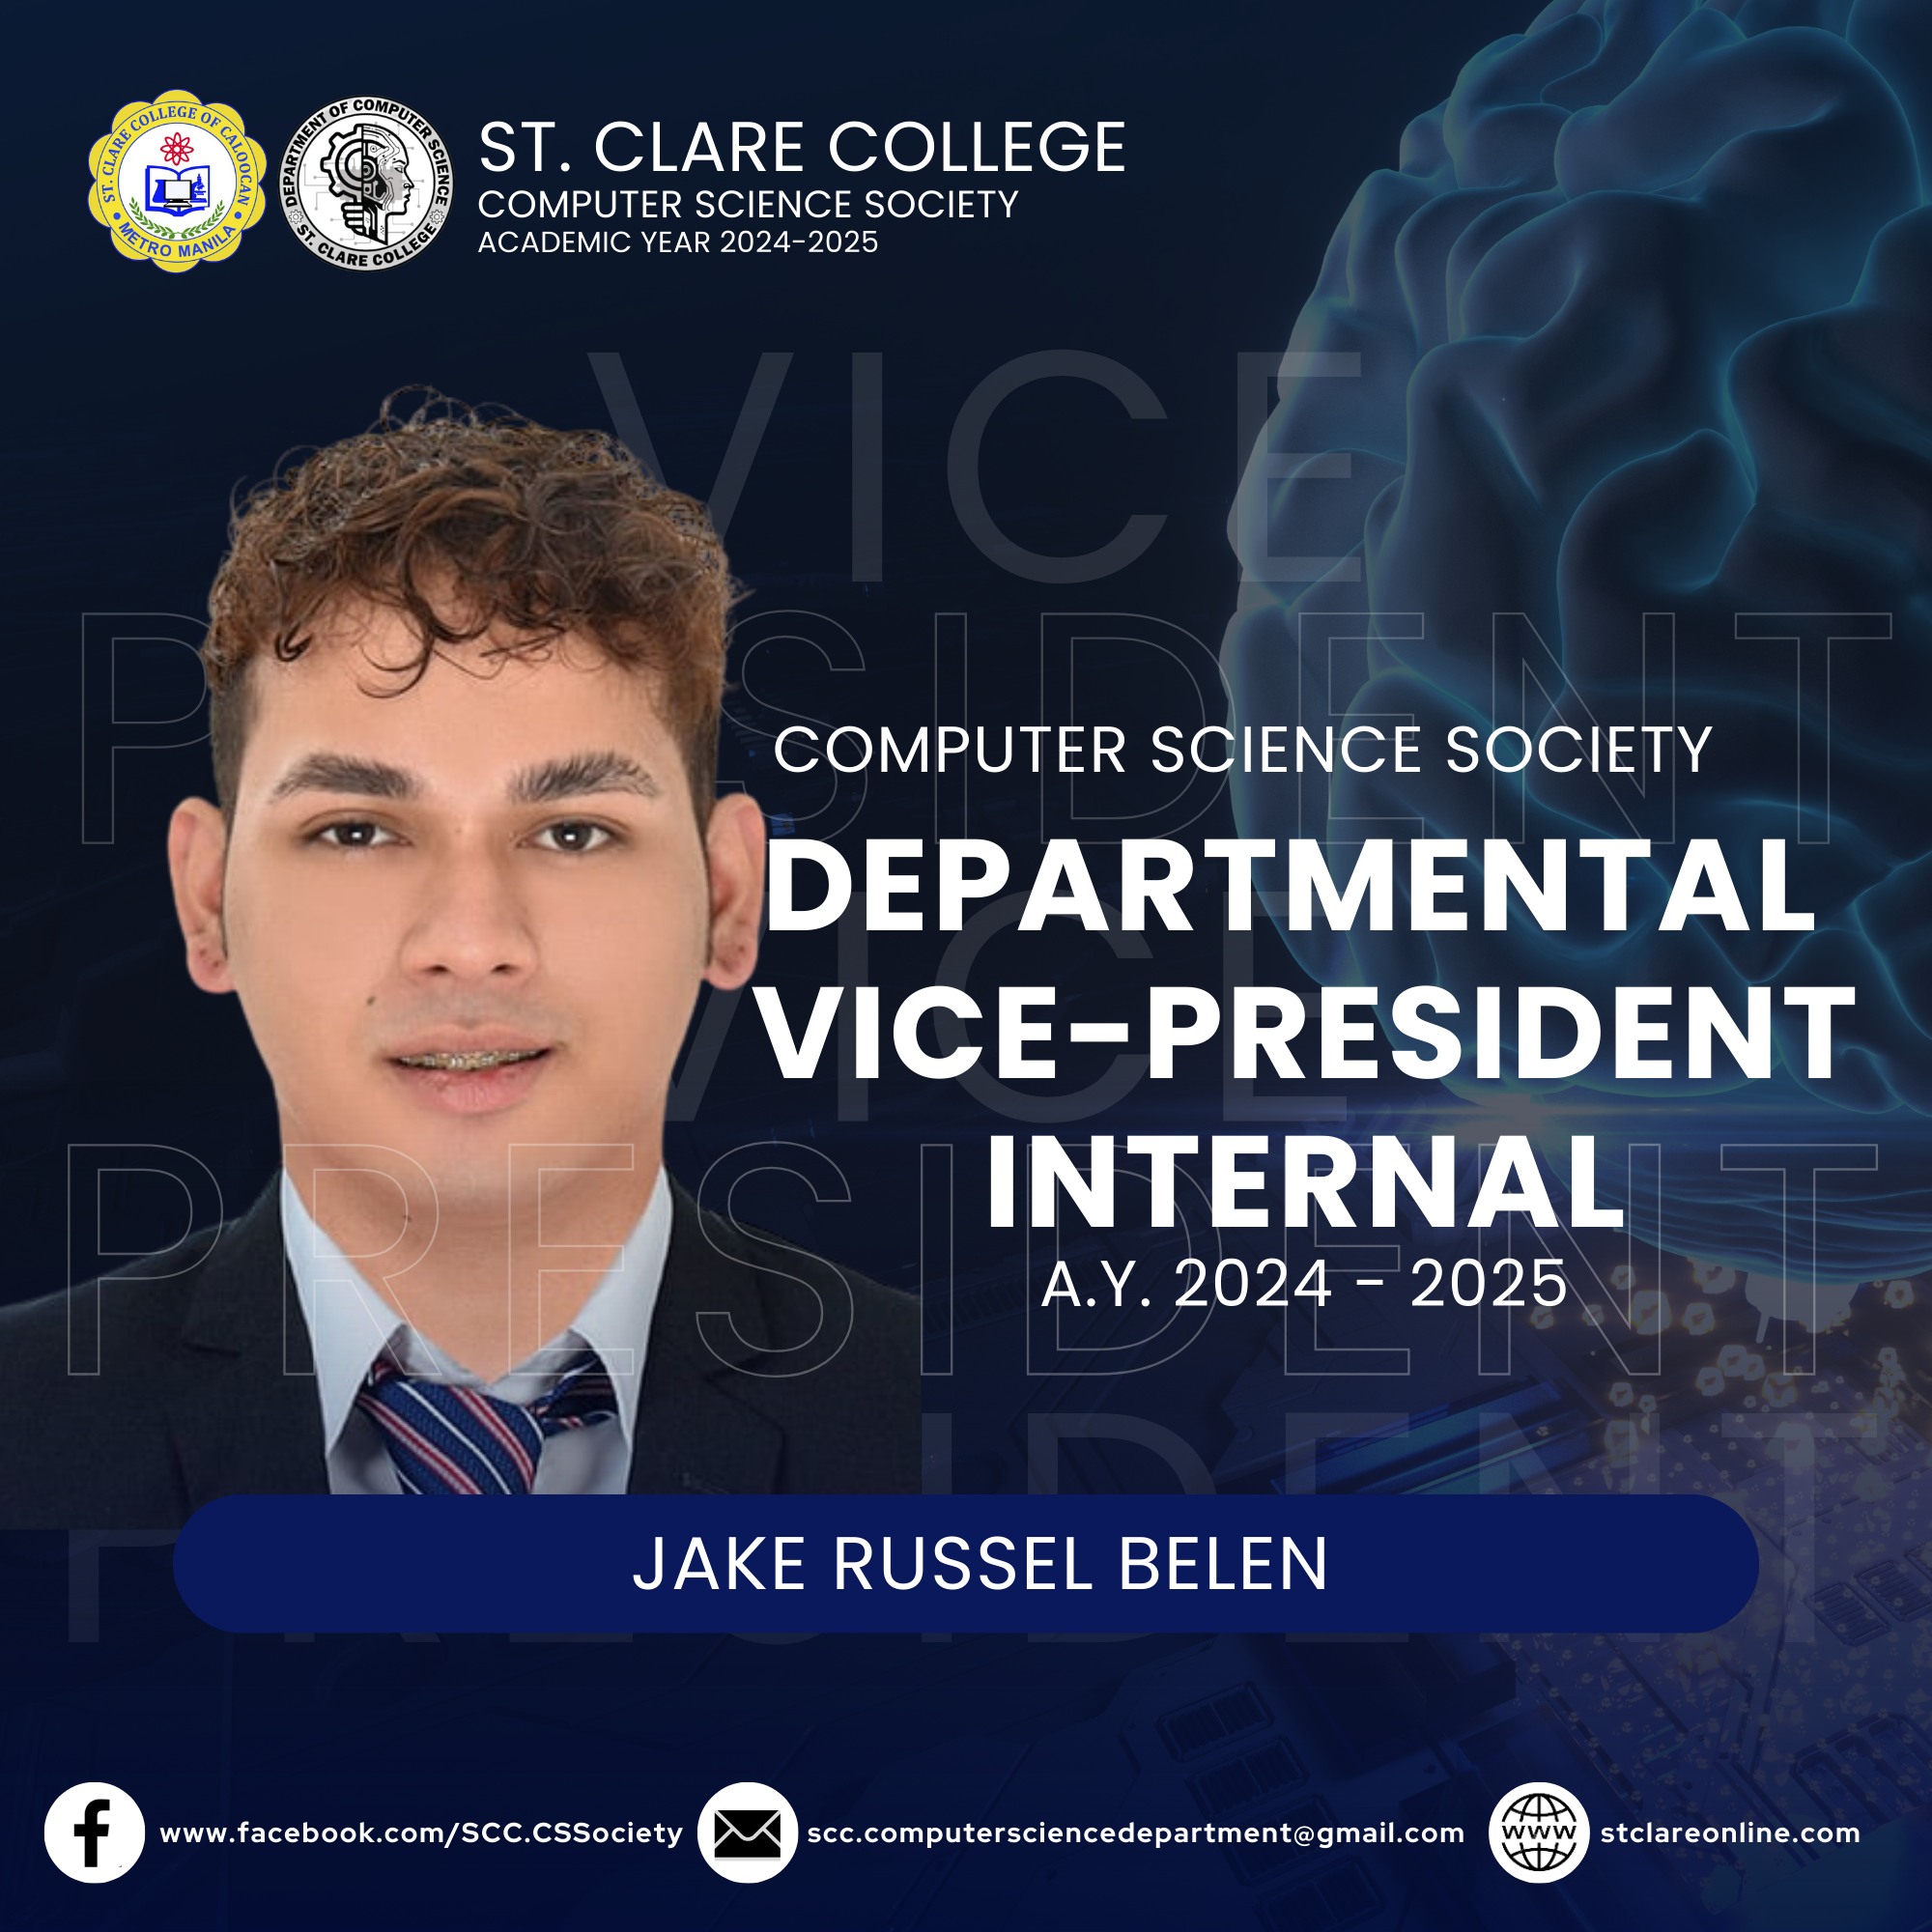 ST. CLARE COLLEGE OF CALOOCAN
• METRO MANILA •
DEPARTMENT OF COMPUTER SCIENCE
ST. CLARE COLLEGE
ST. CLARE COLLEGE
COMPUTER SCIENCE SOCIETY
ACADEMIC YEAR 2024-2025
VICE
PRESIDENT
COMPUTER SCIENCE SOCIETY
DEPARTMENTAL
VICE-PRESIDENT
INTERNAL
A.Y. 2024 - 2025
VICE
PRESIDENT
PRESIDENT
JAKE RUSSEL BELEN
www.facebook.com/SCC.CSSociety
scc.computersciencedepartment@gmail.com
www
stclareonline.com